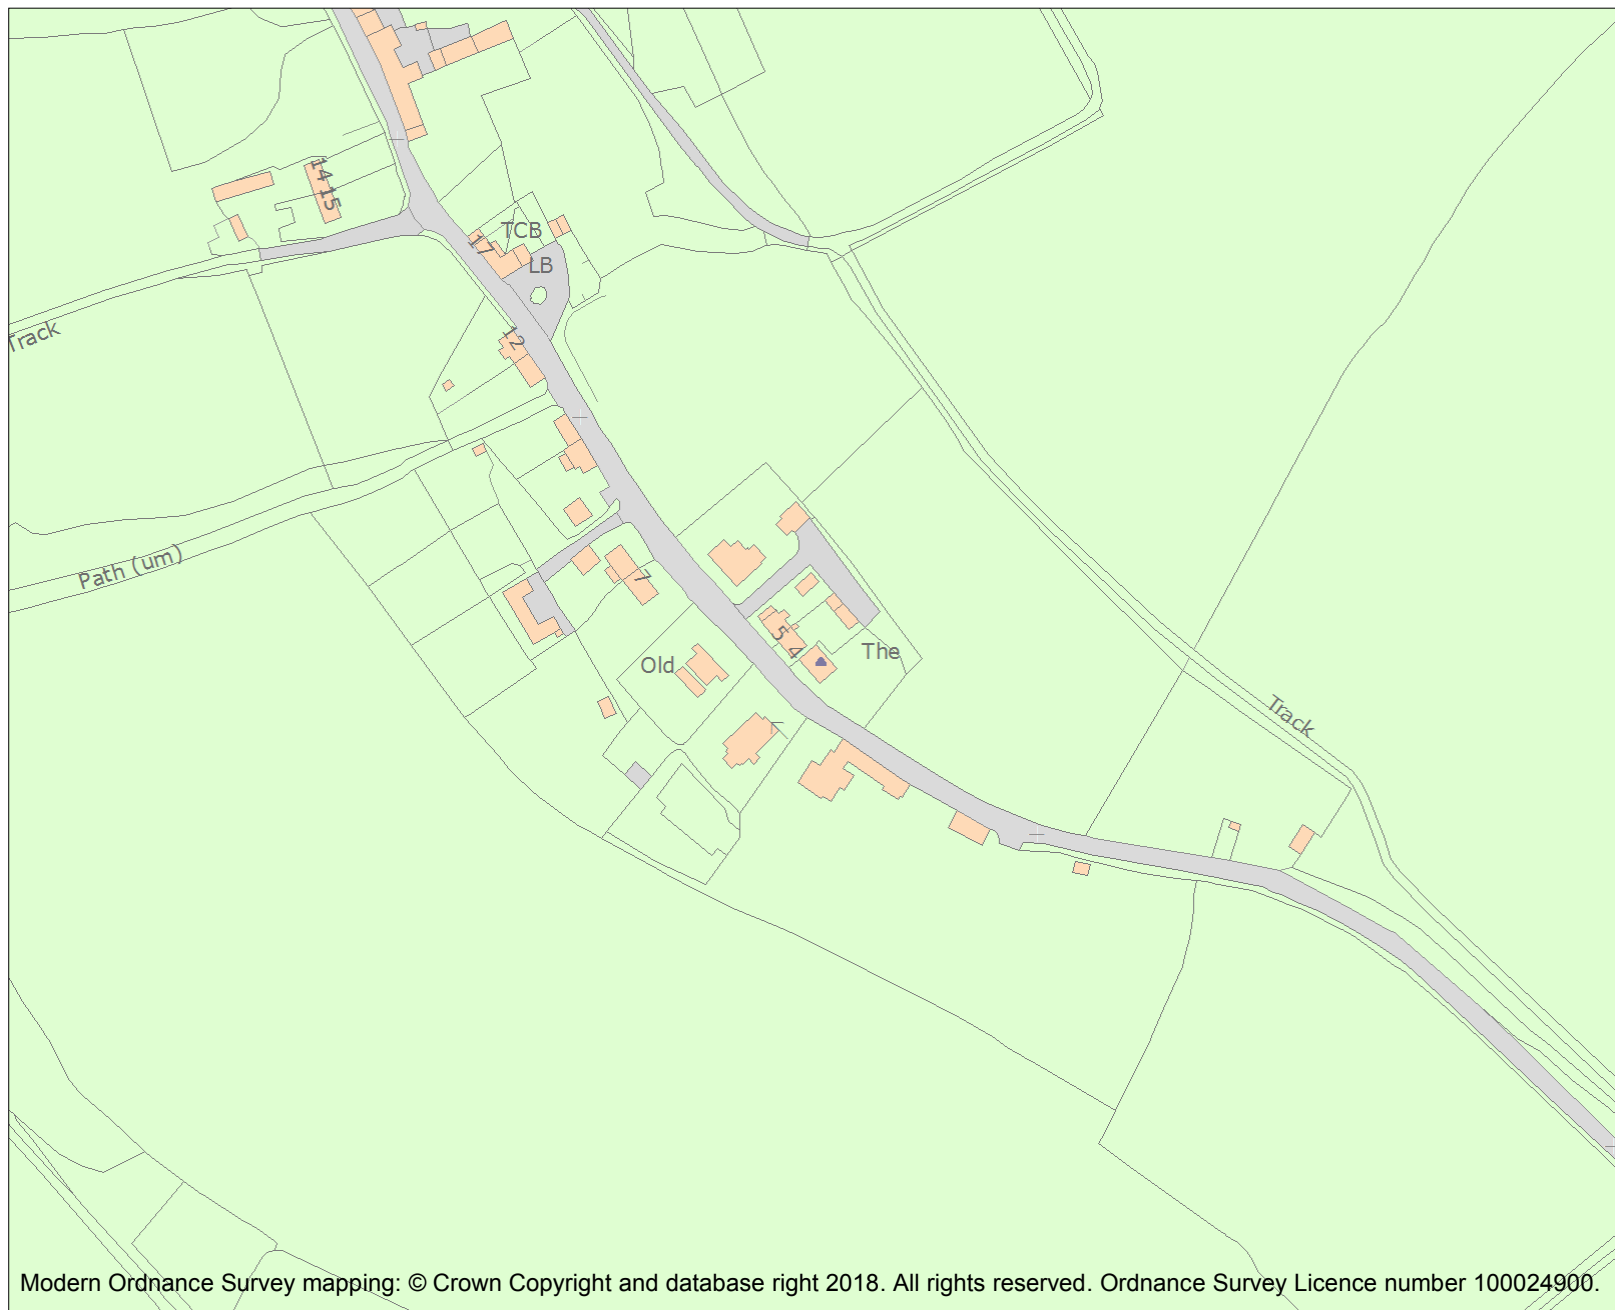 14 15
TCB
17
LB
Track
12
Path (um)
7
5 4
Old
The
Track
Modern Ordnance Survey mapping: © Crown Copyright and database right 2018. All rights reserved. Ordnance Survey Licence number 100024900.